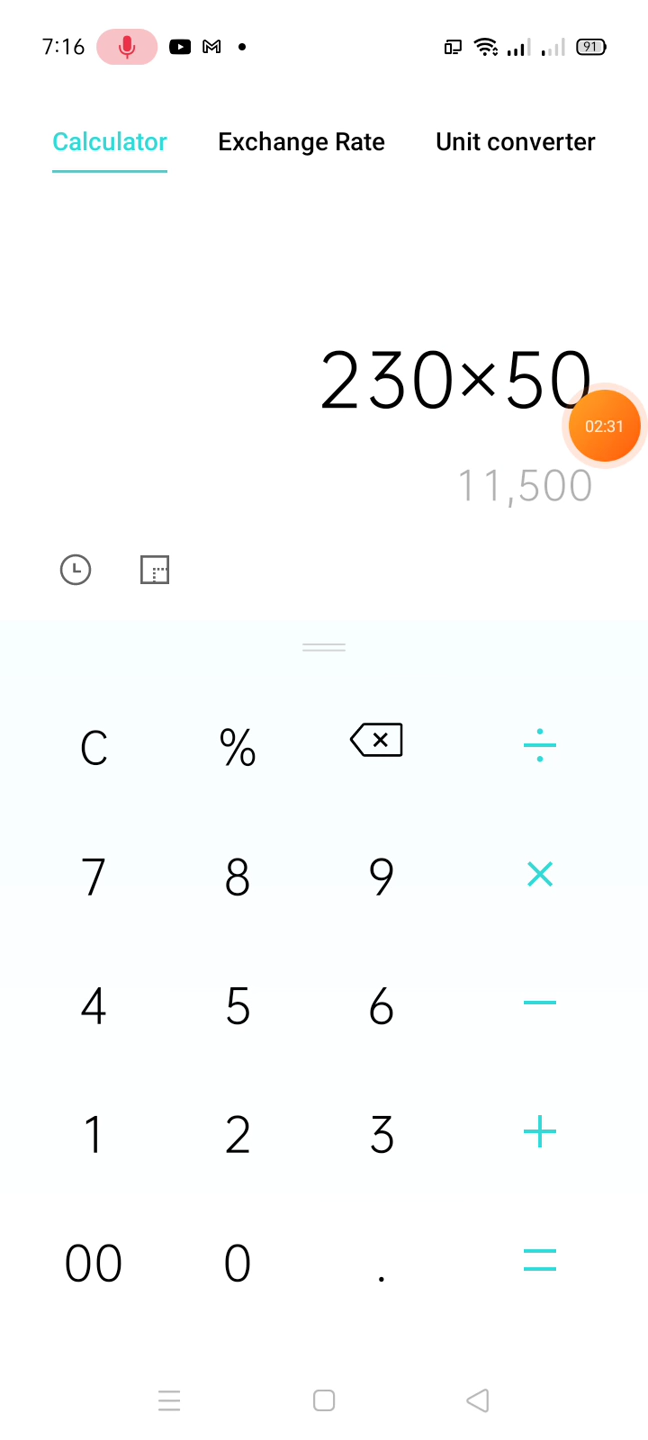 7:16 91
Calculator Exchange Rate Unit converter
230×50
02:31
11,500
C % ÷
7 8 9 ×
4 5 6 −
1 2 3 +
00 0 . =